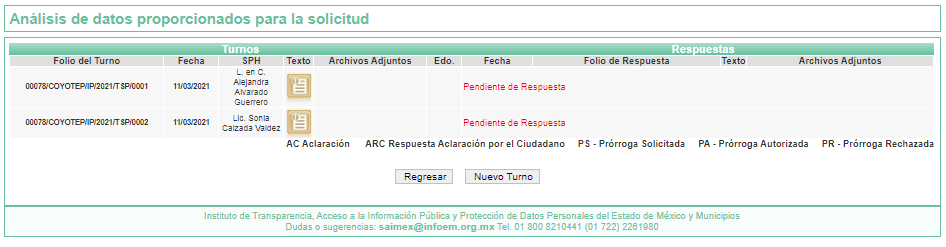 Análisis de datos proporcionados para la solicitud
Turnos Respuestas
Folio del Turno Fecha SPH Texto Archivos Adjuntos Edo. Fecha Folio de Respuesta Texto Archivos Adjuntos
00078/COYOTEP/IP/2021/TSP/0001 11/03/2021 L. en C. Alejandra Alvarado Guerrero Pendiente de Respuesta
00078/COYOTEP/IP/2021/TSP/0002 11/03/2021 Lic. Sonia Calzada Valdez Pendiente de Respuesta
AC Aclaración ARC Respuesta Aclaración por el Ciudadano PS - Prórroga Solicitada PA - Prórroga Autorizada PR - Prórroga Rechazada
Regresar Nuevo Turno
Instituto de Transparencia, Acceso a la Información Pública y Protección de Datos Personales del Estado de México y Municipios
Dudas o sugerencias: saimex@infoem.org.mx Tel. 01 800 8210441 (01 722) 2261980